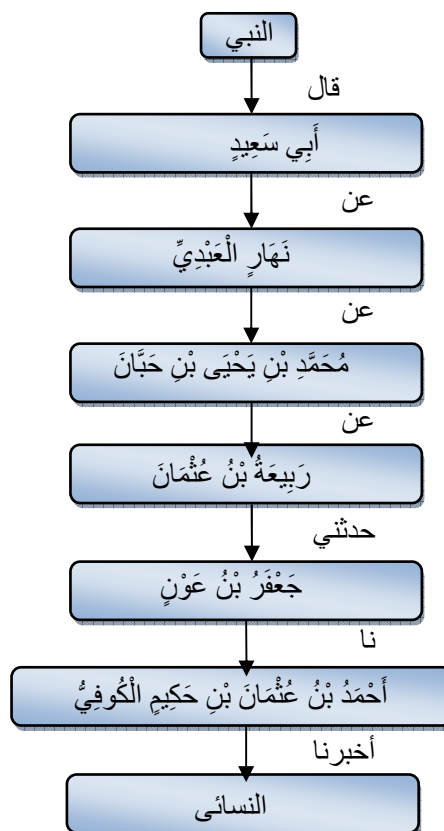 النبي
قال
أَبِي سَعِيدٍ
عن
نَهَارٍ الْعَبْدِيِّ
عن
مُحَمَّدِ بْنِ يَحْيَى بْنِ حَبَّانَ
عن
رَبِيعَةُ بْنُ عُثْمَانَ
حدثني
جَعْفَرُ بْنُ عَوْنٍ
نا
أَحْمَدُ بْنُ عُثْمَانَ بْنِ حَكِيمٍ الْكُوفِيُّ
أخبرنا
النسائى